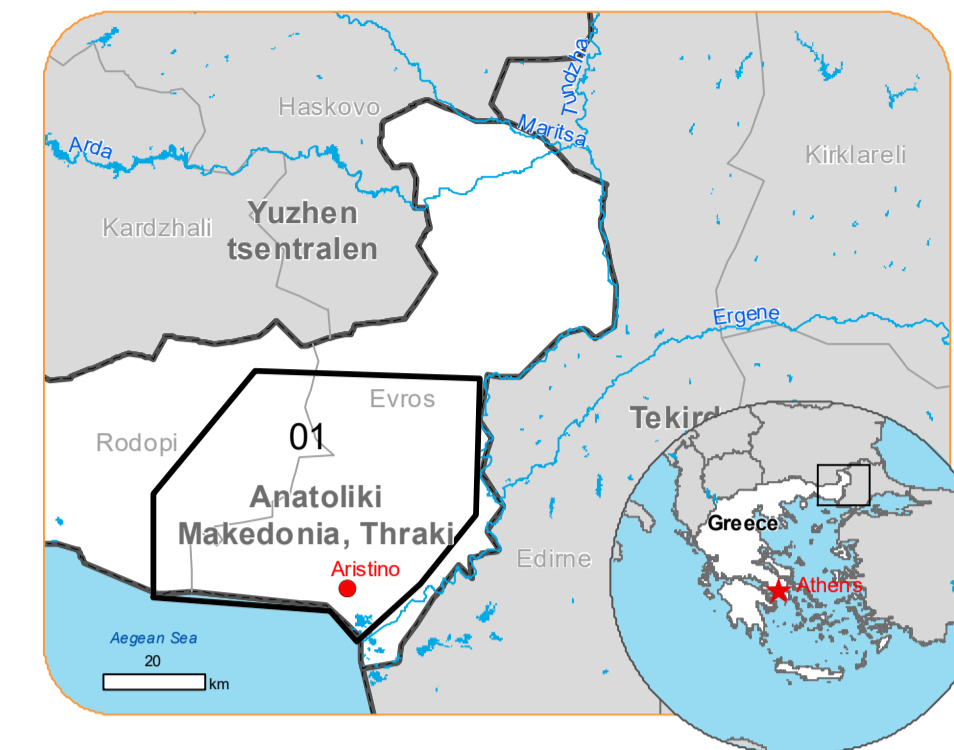 Haskovo
Tundzha
Maritsa
Arda
Kirklareli
Kardzhali
Yuzhen
tsentralen
Ergene
Evros
Rodopi
01
Tekird
Anatoliki
Makedonia, Thraki
Greece
Edirne
Aristino
Athens
Aegean Sea
20
km